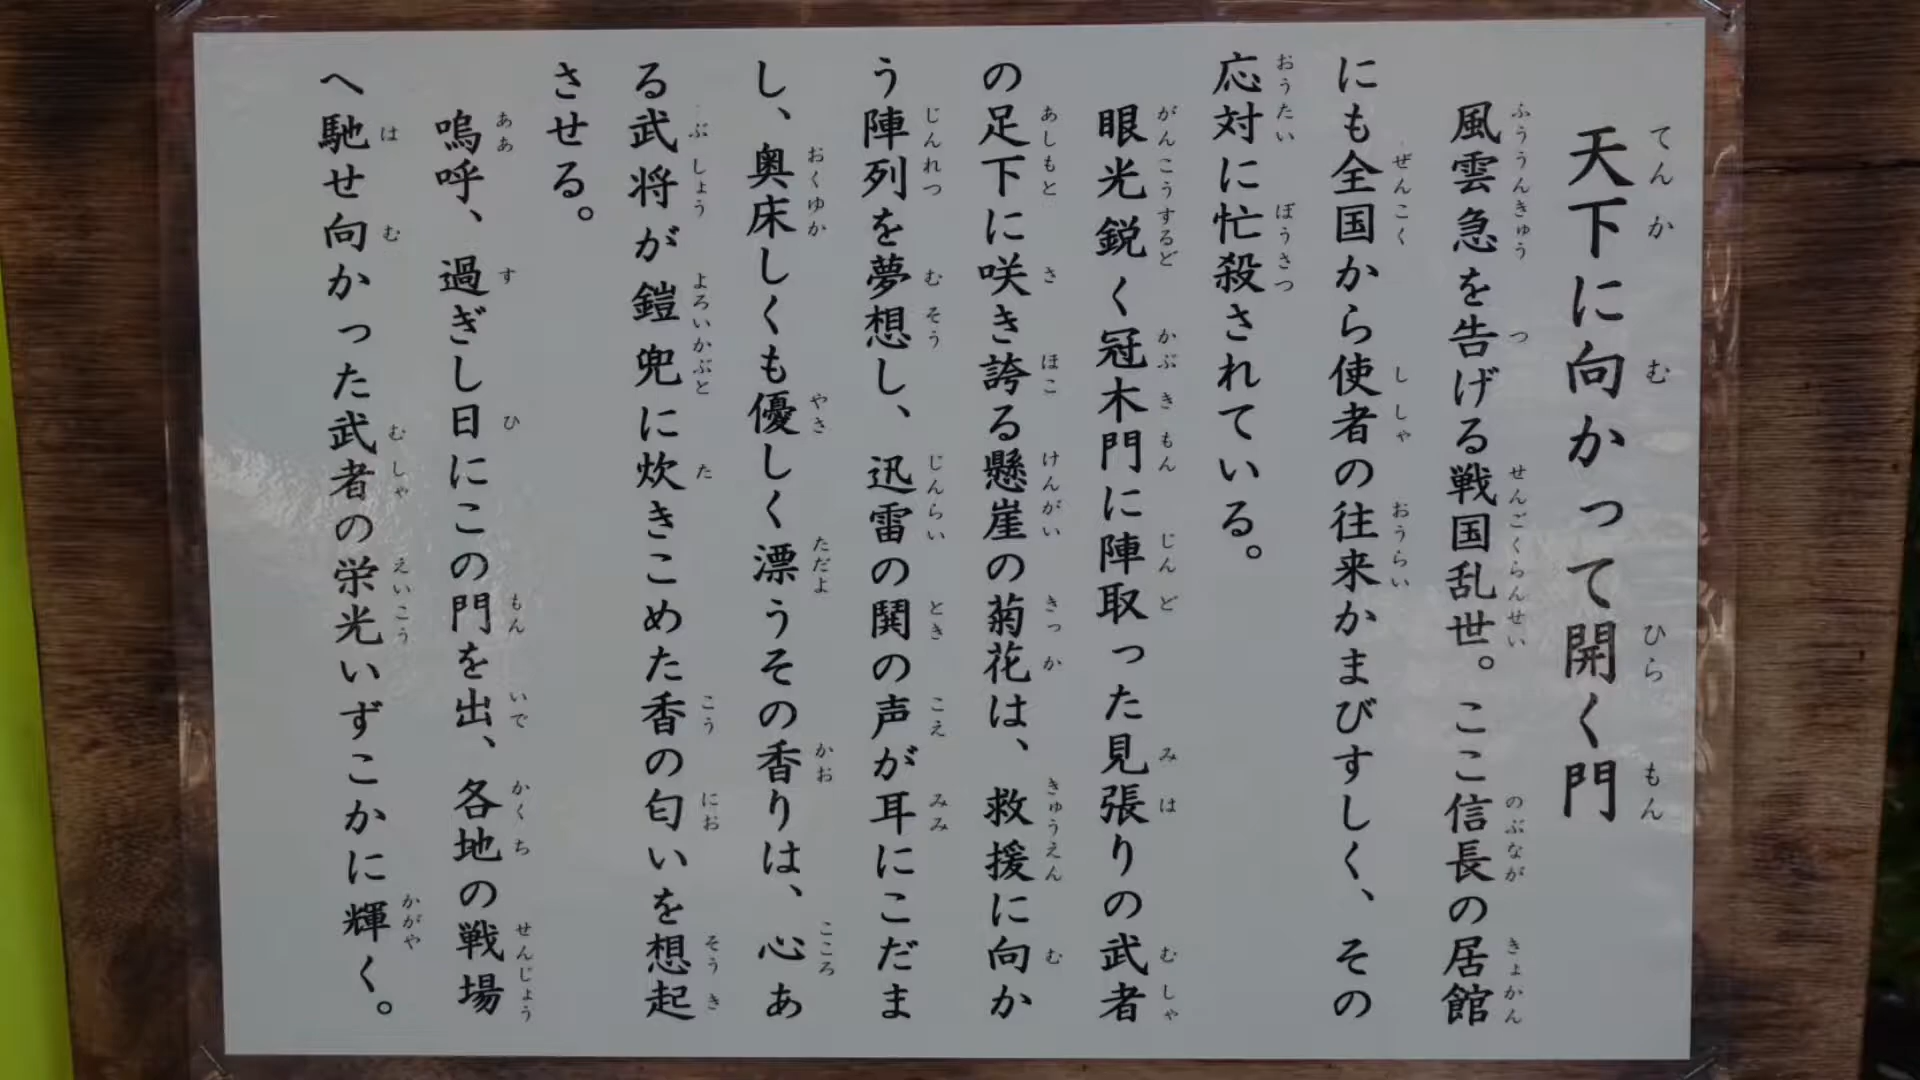 天下に向かって開く門
風雲急を告げる戦国乱世。ここ信長の居館
にも全国から使者の往来かまびすしく、その
応対に忙殺されている。
眼光鋭く冠木門に陣取った見張りの武者
の足下に咲き誇る懸崖の菊花は、救援に向か
う陣列を夢想し、迅雷の鬨の声が耳にこだま
し、奥床しくも優しく漂うその香りは、心あ
る武将が鎧兜に炊きこめた香の匂いを想起
させる。
嗚呼、過ぎし日にこの門を出、各地の戦場
へ馳せ向かった武者の栄光いずこかに輝く。